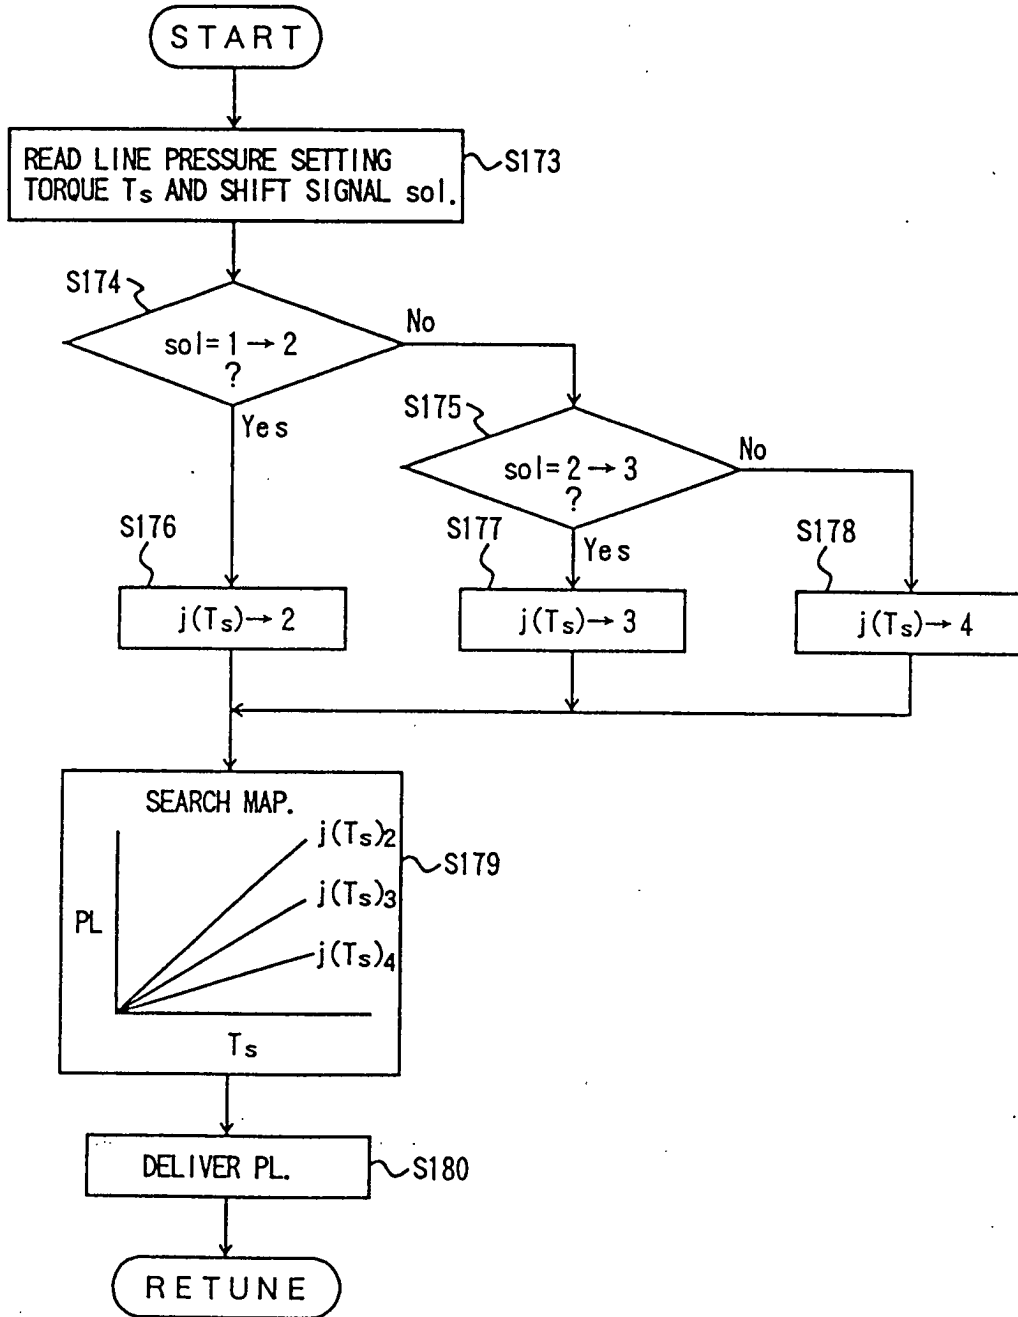 START
READ LINE PRESSURE SETTING
TORQUE Ts AND SHIFT SIGNAL sol.
S173
S174
sol=1→2
?
No
Yes
S175
sol=2→3
?
No
Yes
S176
j(Ts)→2
S177
j(Ts)→3
S178
j(Ts)→4
SEARCH MAP.
j(Ts)2
j(Ts)3
j(Ts)4
PL
Ts
S179
DELIVER PL.
S180
RETUNE